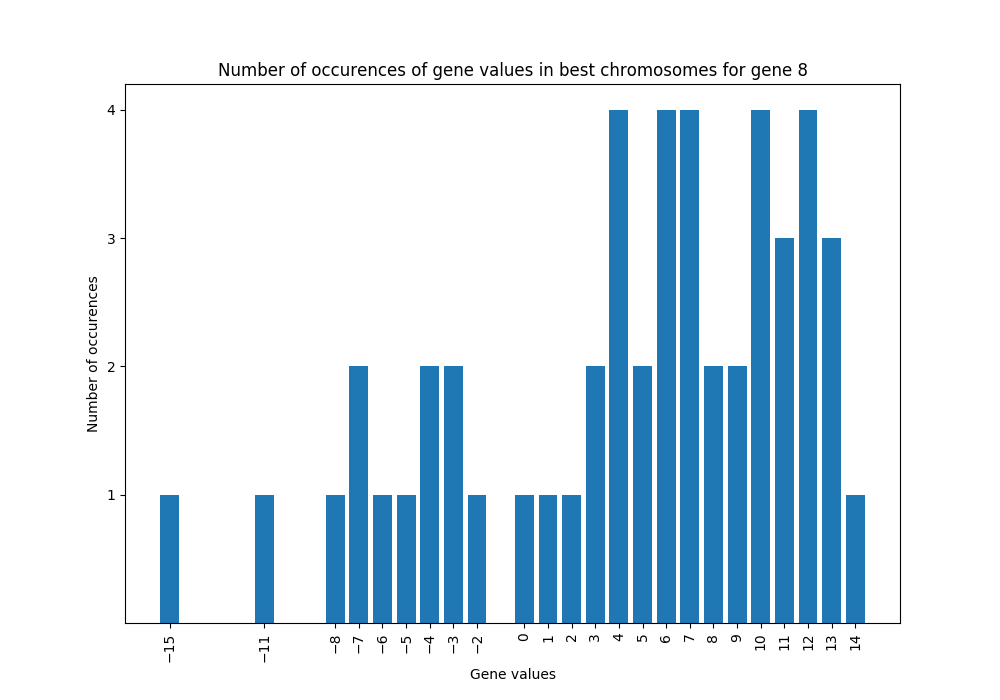 Number of occurences of gene values in best chromosomes for gene 8
4
3
2
1
Number of occurences
−15 −11 −8 −7 −6 −5 −4 −3 −2 0 1 2 3 4 5 6 7 8 9 10 11 12 13 14
Gene values